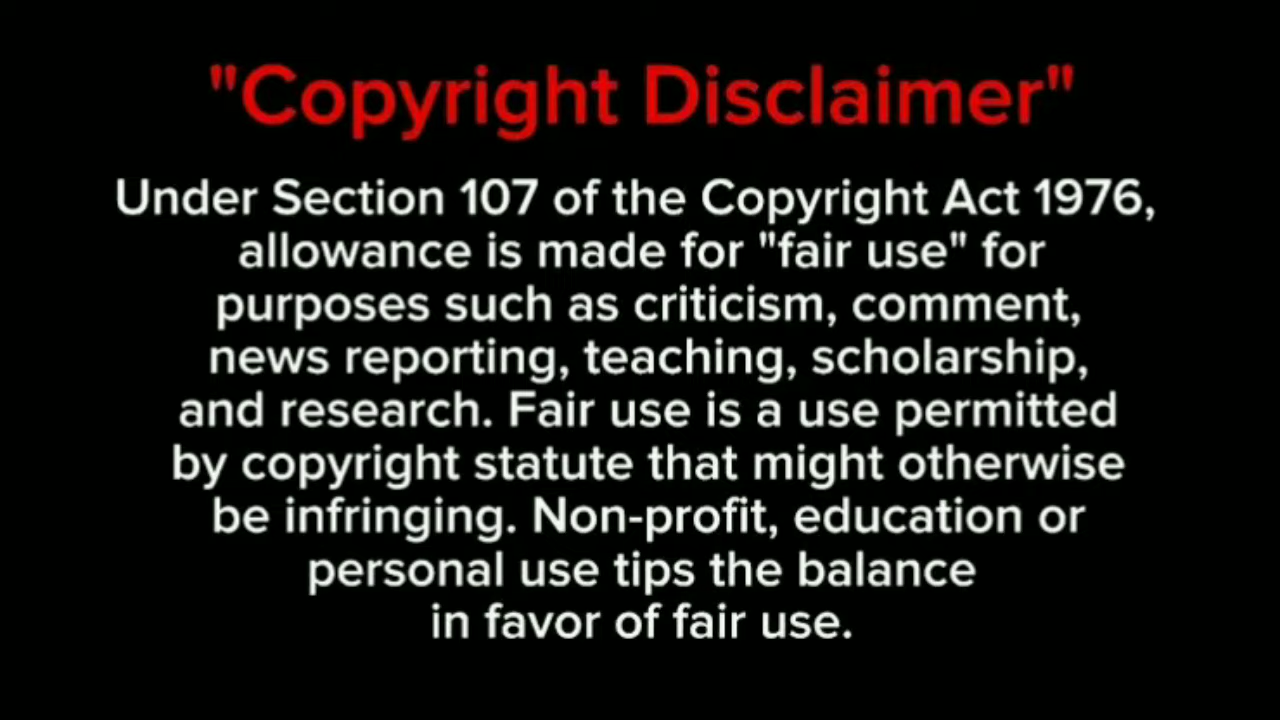 "Copyright Disclaimer"
Under Section 107 of the Copyright Act 1976,
allowance is made for "fair use" for
purposes such as criticism, comment,
news reporting, teaching, scholarship,
and research. Fair use is a use permitted
by copyright statute that might otherwise
be infringing. Non-profit, education or
personal use tips the balance
in favor of fair use.